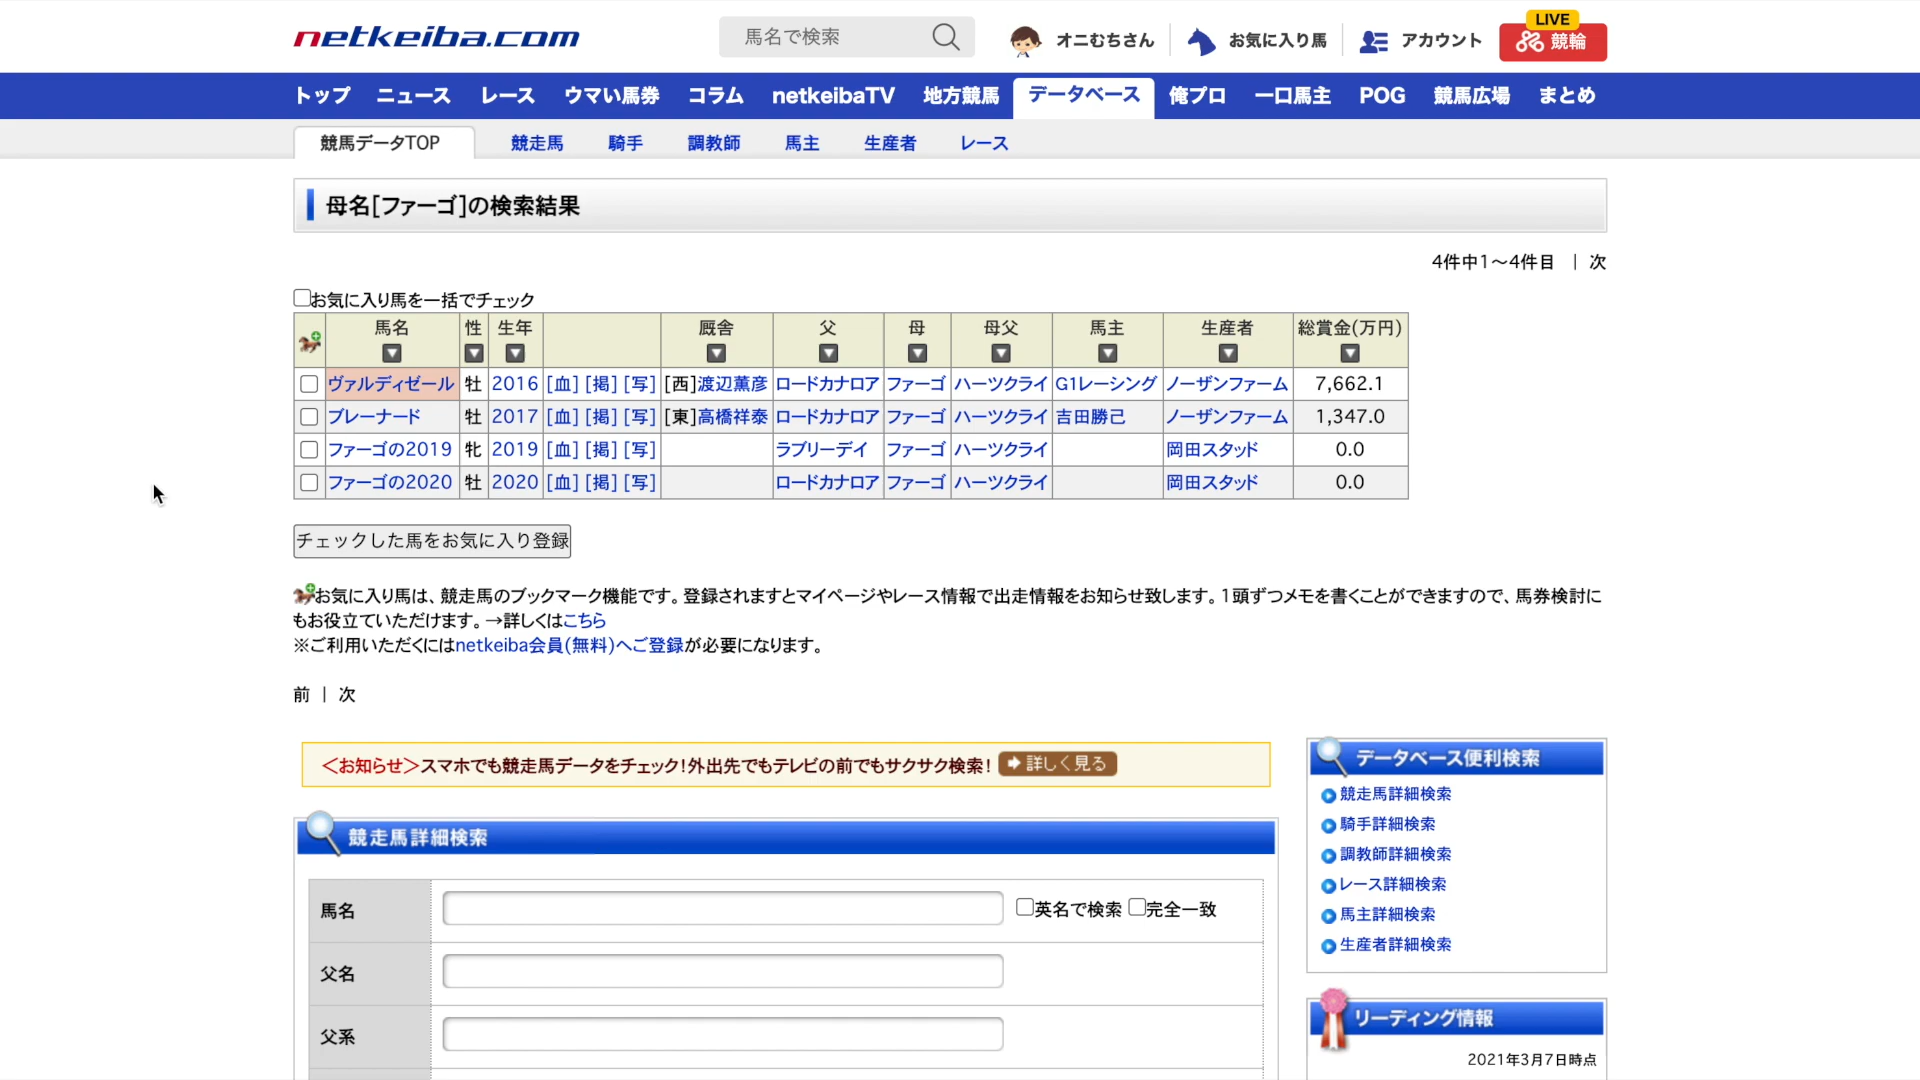 netkeiba.com
馬名で検索
オニむちさん
お気に入り馬
アカウント
LIVE
競輪
トップ ニュース レース ウマい馬券 コラム netkeibaTV 地方競馬 データベース 俺プロ 一口馬主 POG 競馬広場 まとめ
競馬データTOP 競走馬 騎手 調教師 馬主 生産者 レース
母名[ファーゴ]の検索結果
4件中1〜4件目 | 次
お気に入り馬を一括でチェック
馬名 性 生年 厩舎 父 母 母父 馬主 生産者 総賞金(万円)
ヴァルディゼール 牡 2016 [血] [掲] [写] [西]渡辺薫彦 ロードカナロア ファーゴ ハーツクライ G1レーシング ノーザンファーム 7,662.1
ブレーナード 牡 2017 [血] [掲] [写] [東]高橋祥泰 ロードカナロア ファーゴ ハーツクライ 吉田勝己 ノーザンファーム 1,347.0
ファーゴの2019 牝 2019 [血] [掲] [写] ラブリーデイ ファーゴ ハーツクライ 岡田スタッド 0.0
ファーゴの2020 牡 2020 [血] [掲] [写] ロードカナロア ファーゴ ハーツクライ 岡田スタッド 0.0
チェックした馬をお気に入り登録
お気に入り馬は、競走馬のブックマーク機能です。登録されますとマイページやレース情報で出走情報をお知らせ致します。1頭ずつメモを書くことができますので、馬券検討に
もお役立ていただけます。→詳しくはこちら
※ご利用いただくにはnetkeiba会員(無料)へご登録が必要になります。
前 | 次
＜お知らせ＞スマホでも競走馬データをチェック！外出先でもテレビの前でもサクサク検索！ 詳しく見る
競走馬詳細検索
馬名 英名で検索 完全一致
父名
父系
データベース便利検索
競走馬詳細検索
騎手詳細検索
調教師詳細検索
レース詳細検索
馬主詳細検索
生産者詳細検索
リーディング情報
2021年3月7日時点